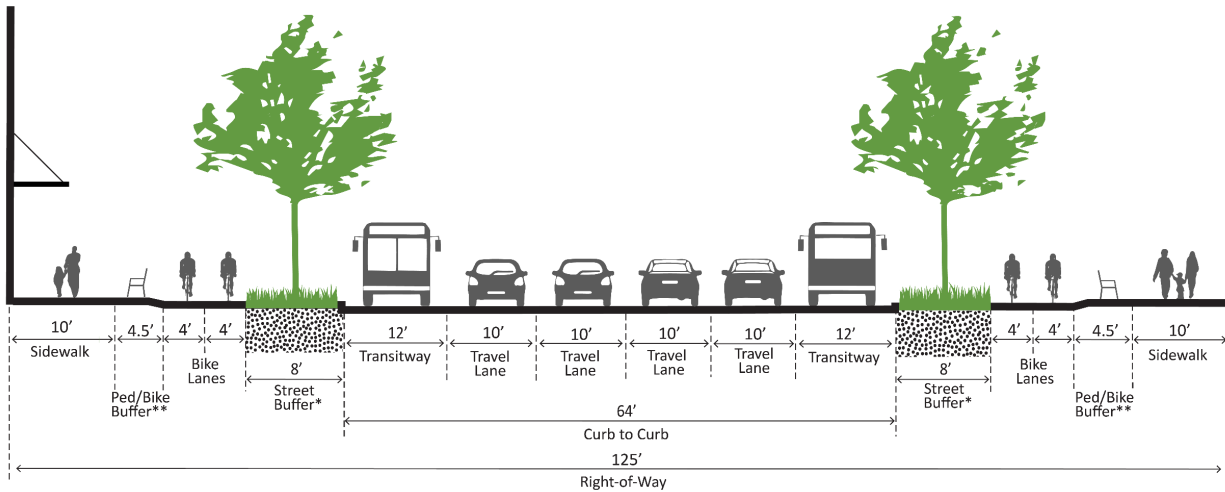 10’ 4.5’ 4’ 4’ 12’ 10’ 10’ 10’ 10’ 12’ 4’ 4’ 4.5’ 10’
Sidewalk
Bike
Lanes
Transitway
Travel
Lane
Travel
Lane
Travel
Lane
Travel
Lane
Transitway
Bike
Lanes
Sidewalk
8’
Street
Buffer*
8’
Street
Buffer*
Ped/Bike
Buffer**
Ped/Bike
Buffer**
64’
Curb to Curb
125’
Right-of-Way